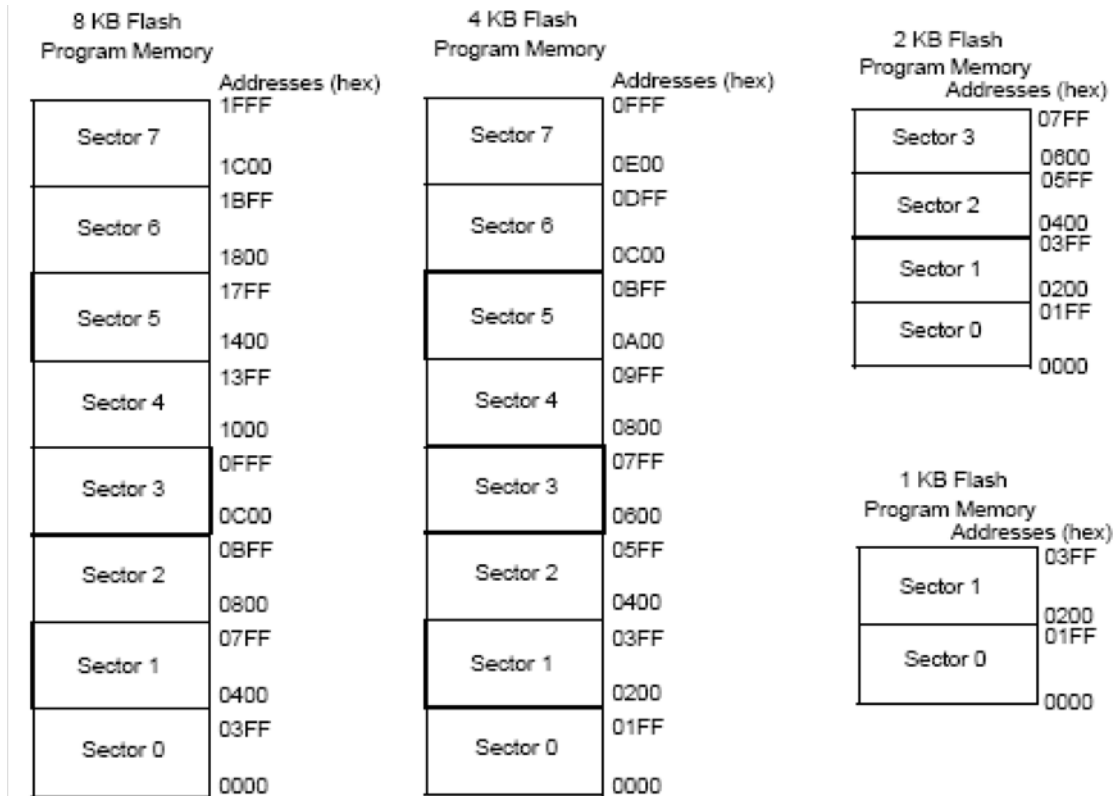 8 KB Flash
Program Memory
Addresses (hex)
1FFF
Sector 7
1C00
1BFF
Sector 6
1800
17FF
Sector 5
1400
13FF
Sector 4
1000
0FFF
Sector 3
0C00
0BFF
Sector 2
0800
07FF
Sector 1
0400
03FF
Sector 0
0000
4 KB Flash
Program Memory
Addresses (hex)
0FFF
Sector 7
0E00
0DFF
Sector 6
0C00
0BFF
Sector 5
0A00
09FF
Sector 4
0800
07FF
Sector 3
0600
05FF
Sector 2
0400
03FF
Sector 1
0200
01FF
Sector 0
0000
2 KB Flash
Program Memory
Addresses (hex)
07FF
Sector 3
0600
05FF
Sector 2
0400
03FF
Sector 1
0200
01FF
Sector 0
0000
1 KB Flash
Program Memory
Addresses (hex)
03FF
Sector 1
0200
01FF
Sector 0
0000